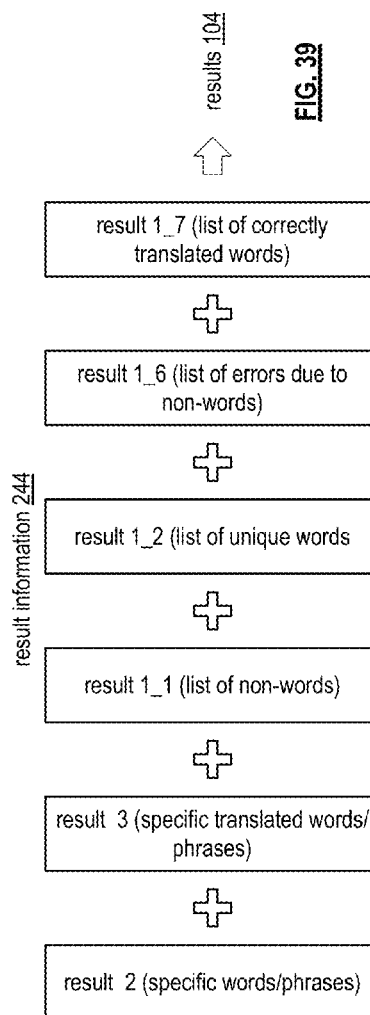 results 104
FIG. 39
result 1_7 (list of correctly
translated words)
result 1_6 (list of errors due to
non-words)
result information 244
result 1_2 (list of unique words
result 1_1 (list of non-words)
result 3 (specific translated words/
phrases)
result 2 (specific words/phrases)